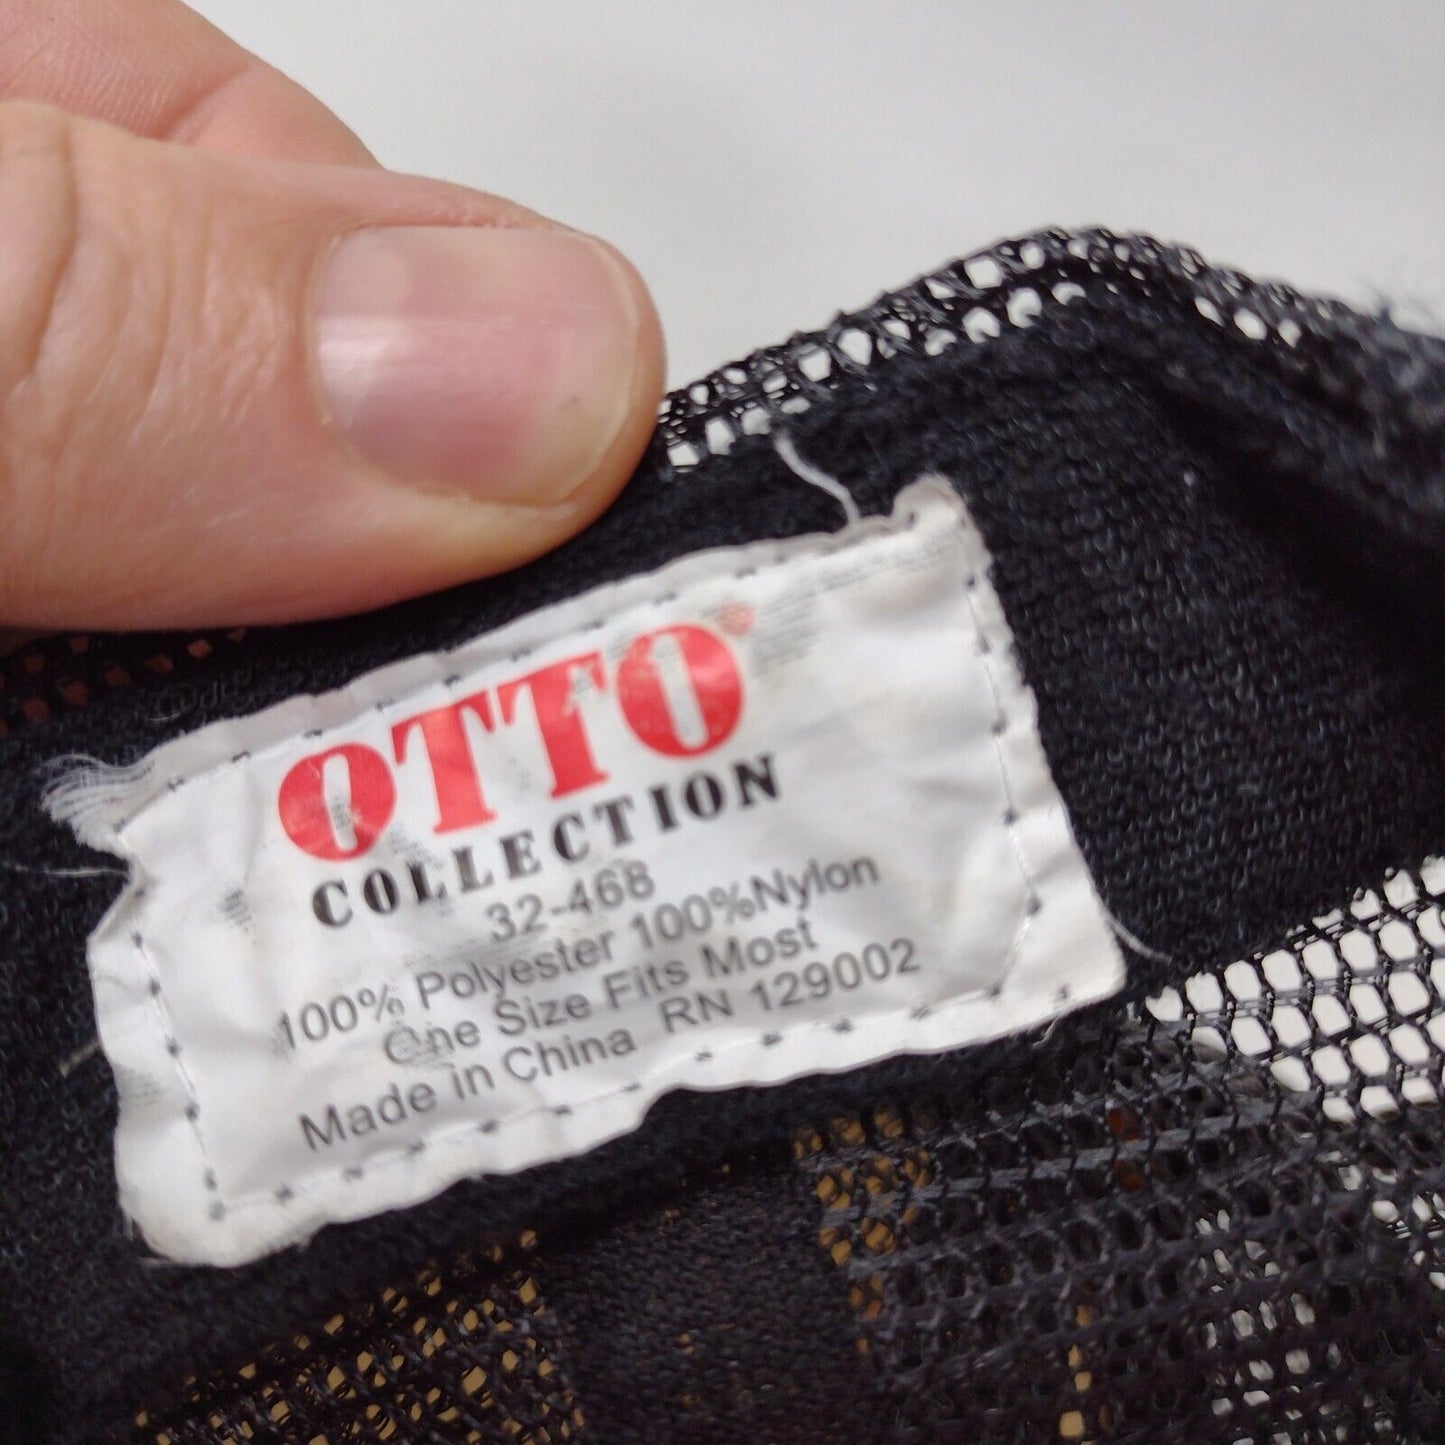 OTTO
COLLECTION
32-468
100% Polyester 100%Nylon
One Size Fits Most
Made in China RN 129002